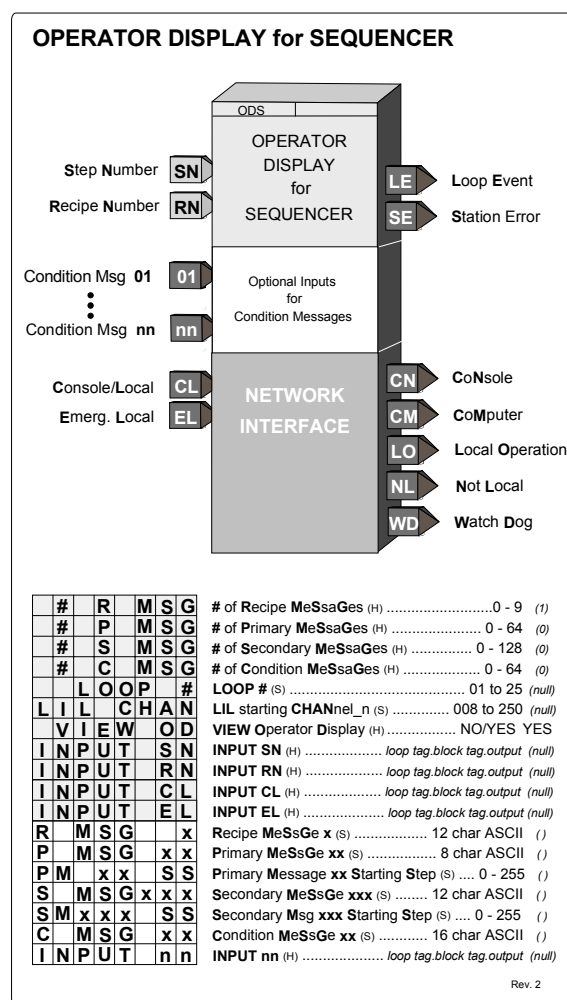 OPERATOR DISPLAY for SEQUENCER
ODS
OPERATOR
DISPLAY
for
SEQUENCER
Step Number SN
Recipe Number RN
LE Loop Event
SE Station Error
Condition Msg 01 01
Condition Msg nn nn
Optional Inputs
for
Condition Messages
Console/Local CL
Emerg. Local EL
NETWORK
INTERFACE
CN CoNsole
CM CoMputer
LO Local Operation
NL Not Local
WD Watch Dog
# R MSG # of Recipe MeSsaGes (H) ..........................0 - 9 (1)
# P MSG # of Primary MeSsaGes (H) ..................... 0 - 64 (0)
# S MSG # of Secondary MeSsaGes (H) .............. 0 - 128 (0)
# C MSG # of Condition MeSsaGes (H) ................ 0 - 64 (0)
LOOP # LOOP # (S) ......................................... 01 to 25 (null)
LIL CHAN LIL starting CHANnel_n (S) .............. 008 to 250 (null)
VIEW OD VIEW Operator Display (H) ................. NO/YES YES
INPUT SN INPUT SN (H) .................. loop tag.block tag.output (null)
INPUT RN INPUT RN (H) .................. loop tag.block tag.output (null)
INPUT CL INPUT CL (H) .................. loop tag.block tag.output (null)
INPUT EL INPUT EL (H) .................. loop tag.block tag.output (null)
R MSG x Recipe MeSsGe x (S) ................. 12 char ASCII ( )
P MSG xx Primary MeSsGe xx (S) .................. 8 char ASCII ( )
PM xx SS Primary Message xx Starting Step (S) .... 0 - 255 ( )
S MSGxxx Secondary MeSsGe xxx (S) ........ 12 char ASCII ( )
SMxxx SS Secondary Msg xxx Starting Step (S) .... 0 - 255 ( )
C MSG xx Condition MeSsGe xx (S) ............ 16 char ASCII ( )
INPUT nn INPUT nn (H) .................... loop tag.block tag.output (null)
Rev. 2